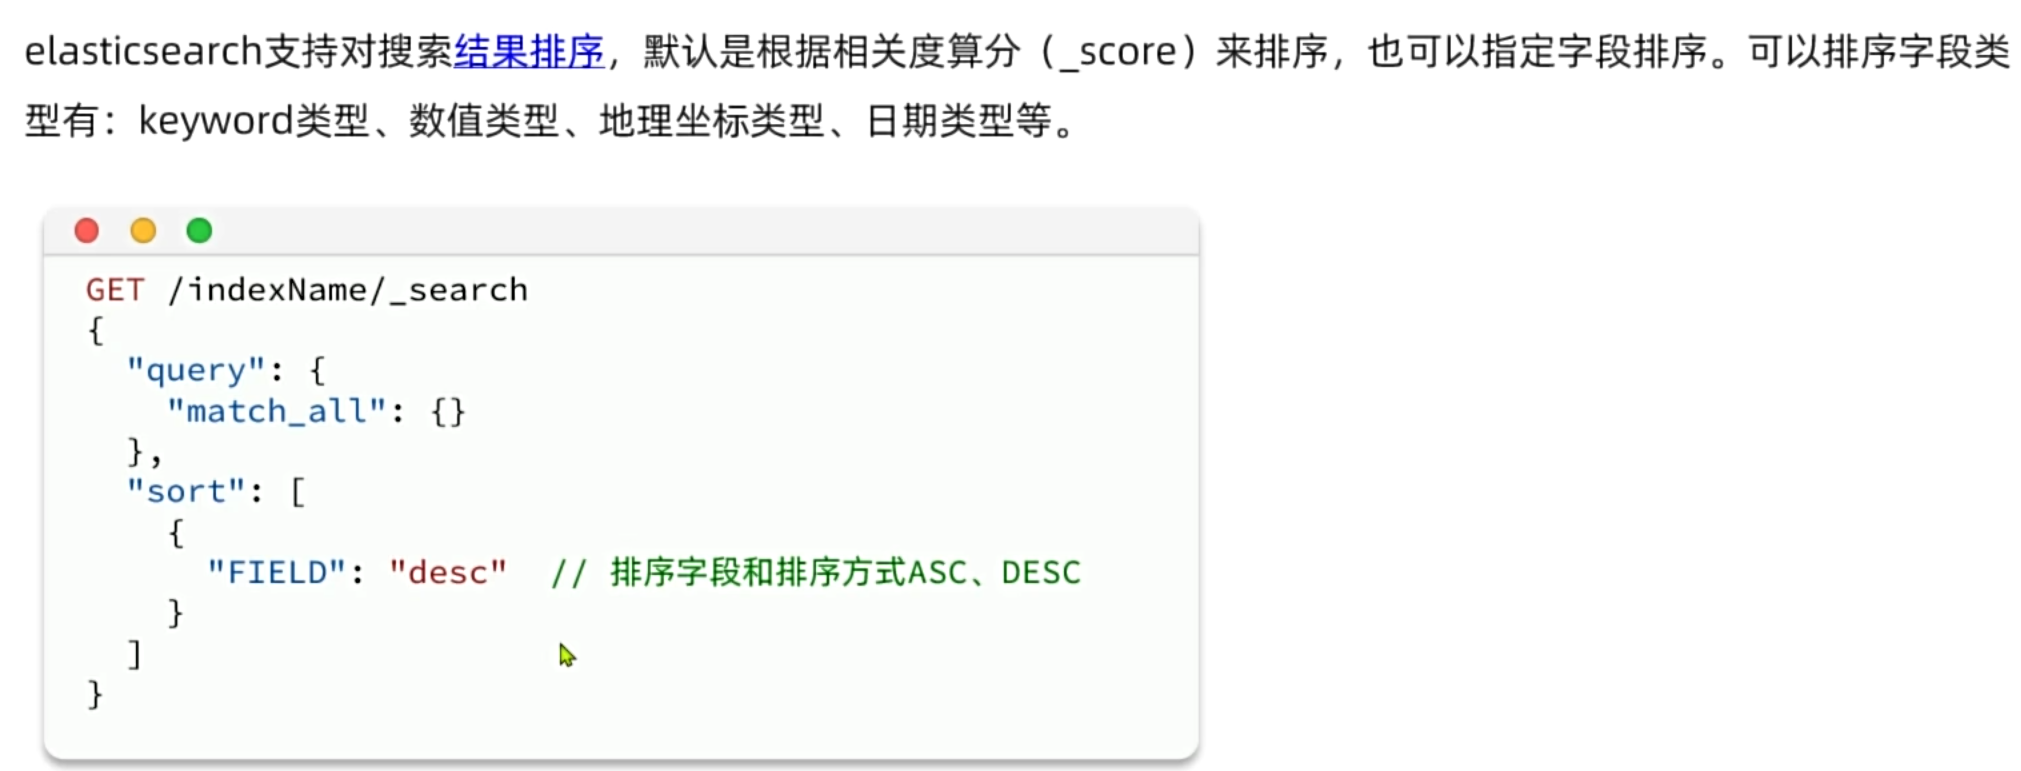 elasticsearch支持对搜索结果排序，默认是根据相关度算分（_score）来排序，也可以指定字段排序。可以排序字段类
型有：keyword类型、数值类型、地理坐标类型、日期类型等。
GET /indexName/_search
{
  "query": {
    "match_all": {}
  },
  "sort": [
    {
      "FIELD": "desc"  // 排序字段和排序方式ASC、DESC
    }
  ]
}